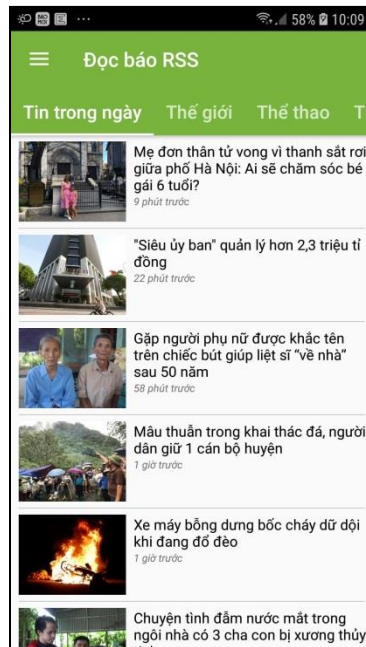 58% 10:09
Đọc báo RSS
Tin trong ngày Thế giới Thể thao T
Mẹ đơn thân tử vong vì thanh sắt rơi
giữa phố Hà Nội: Ai sẽ chăm sóc bé
gái 6 tuổi?
9 phút trước
"Siêu ủy ban" quản lý hơn 2,3 triệu tỉ
đồng
22 phút trước
Gặp người phụ nữ được khắc tên
trên chiếc bút giúp liệt sĩ “về nhà”
sau 50 năm
58 phút trước
Mâu thuẫn trong khai thác đá, người
dân giữ 1 cán bộ huyện
1 giờ trước
Xe máy bỗng dưng bốc cháy dữ dội
khi đang đổ đèo
1 giờ trước
Chuyện tình đẫm nước mắt trong
ngôi nhà có 3 cha con bị xương thủy